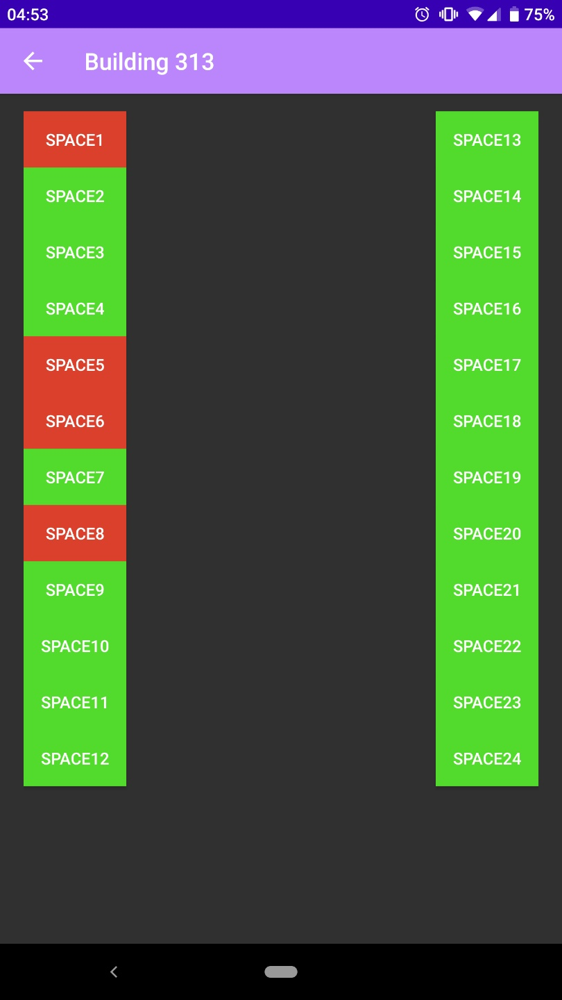 04:53
75%
Building 313
SPACE1
SPACE2
SPACE3
SPACE4
SPACE5
SPACE6
SPACE7
SPACE8
SPACE9
SPACE10
SPACE11
SPACE12
SPACE13
SPACE14
SPACE15
SPACE16
SPACE17
SPACE18
SPACE19
SPACE20
SPACE21
SPACE22
SPACE23
SPACE24